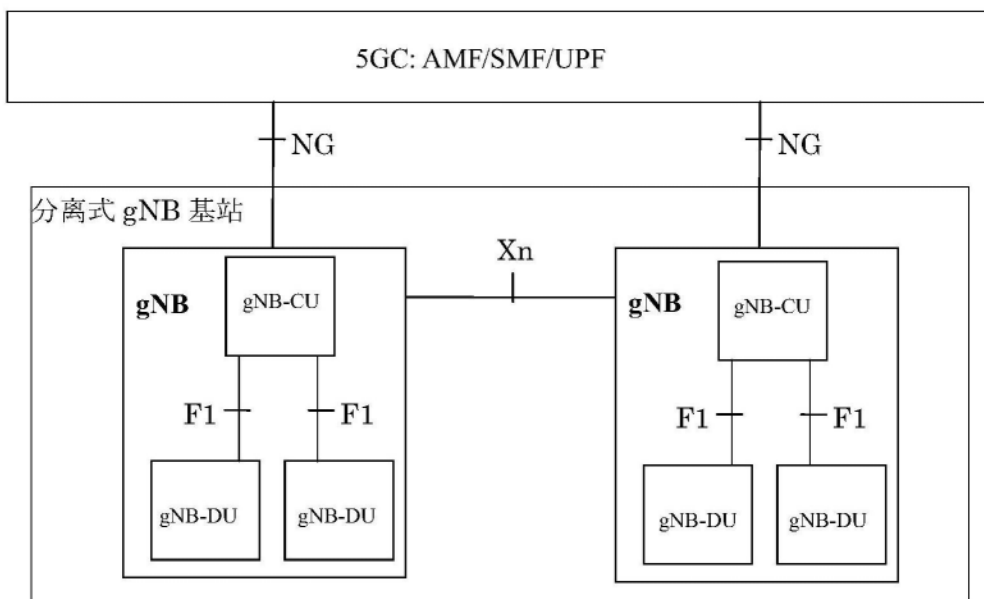 5GC: AMF/SMF/UPF
NG
NG
分离式 gNB 基站
Xn
gNB
gNB-CU
gNB
gNB-CU
F1
F1
F1
F1
gNB-DU
gNB-DU
gNB-DU
gNB-DU